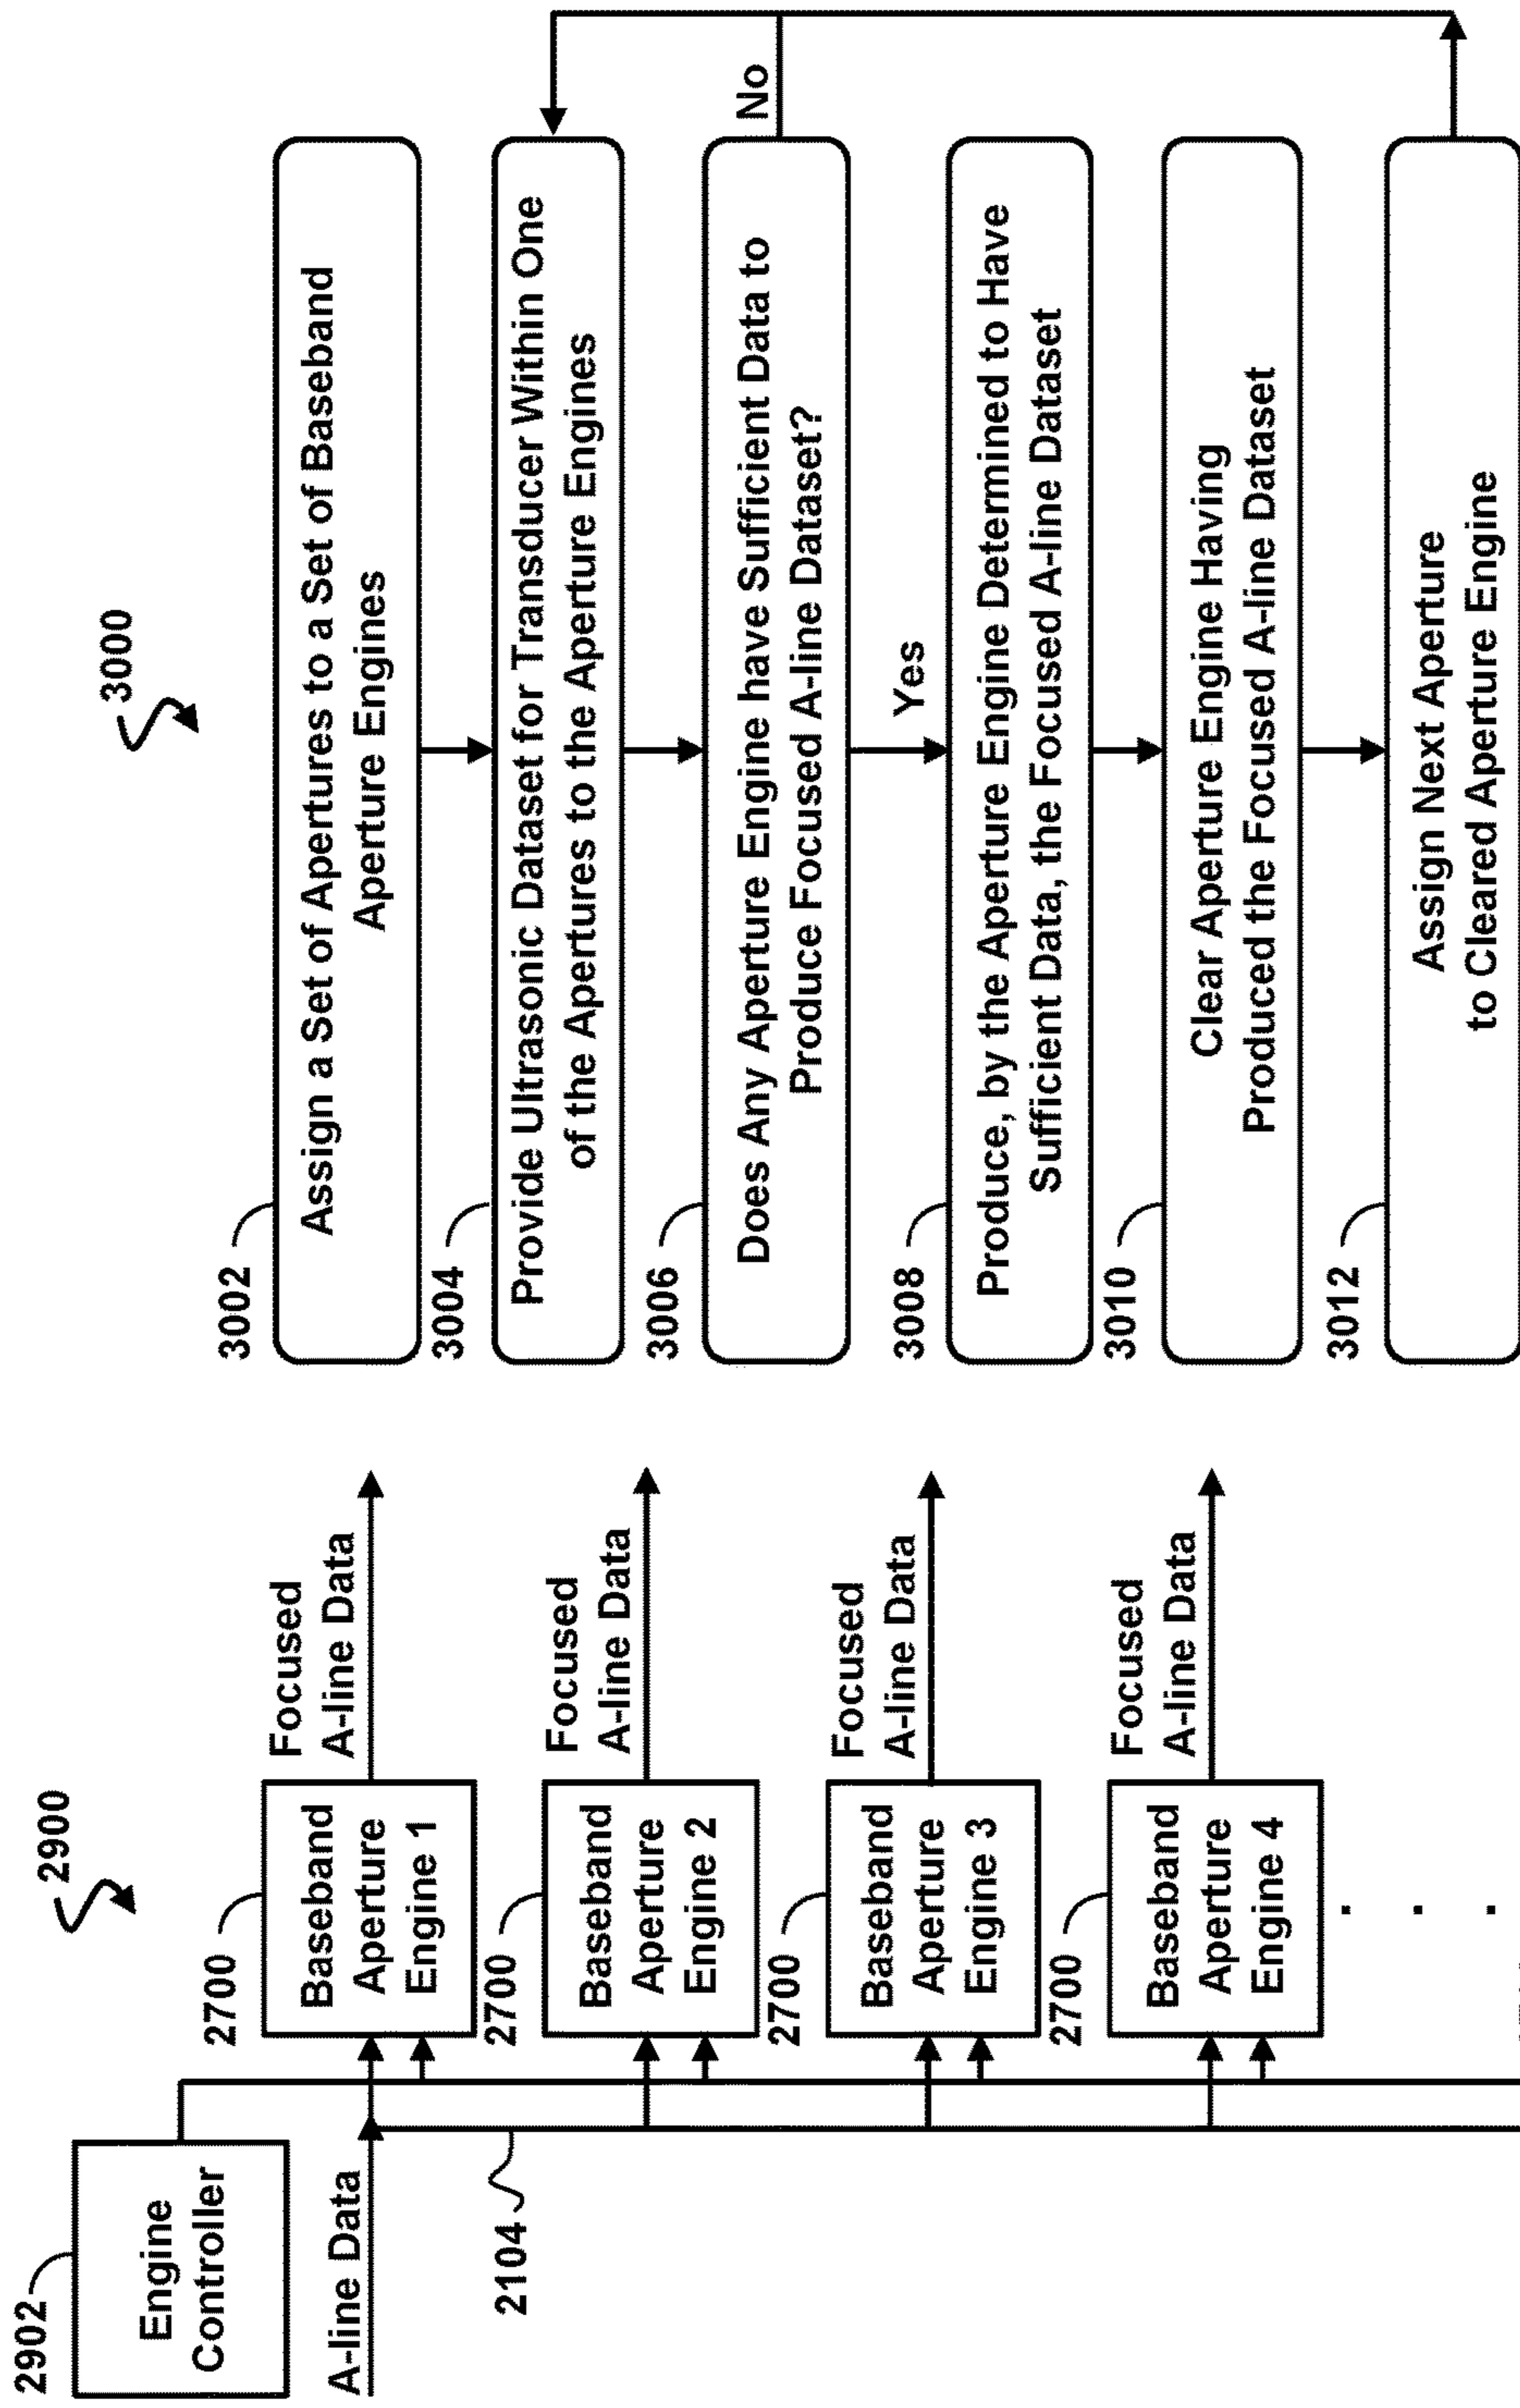 2900
2902
Engine
Controller
A-line Data
2104
2700
Baseband
Aperture
Engine 1
Focused
A-line Data
2700
Baseband
Aperture
Engine 2
Focused
A-line Data
2700
Baseband
Aperture
Engine 3
Focused
A-line Data
2700
Baseband
Aperture
Engine 4
Focused
A-line Data
. . .
3000
3002
Assign a Set of Apertures to a Set of Baseband
Aperture Engines
3004
Provide Ultrasonic Dataset for Transducer Within One
of the Apertures to the Aperture Engines
3006
Does Any Aperture Engine have Sufficient Data to
Produce Focused A-line Dataset?
No
Yes
3008
Produce, by the Aperture Engine Determined to Have
Sufficient Data, the Focused A-line Dataset
3010
Clear Aperture Engine Having
Produced the Focused A-line Dataset
3012
Assign Next Aperture
to Cleared Aperture Engine